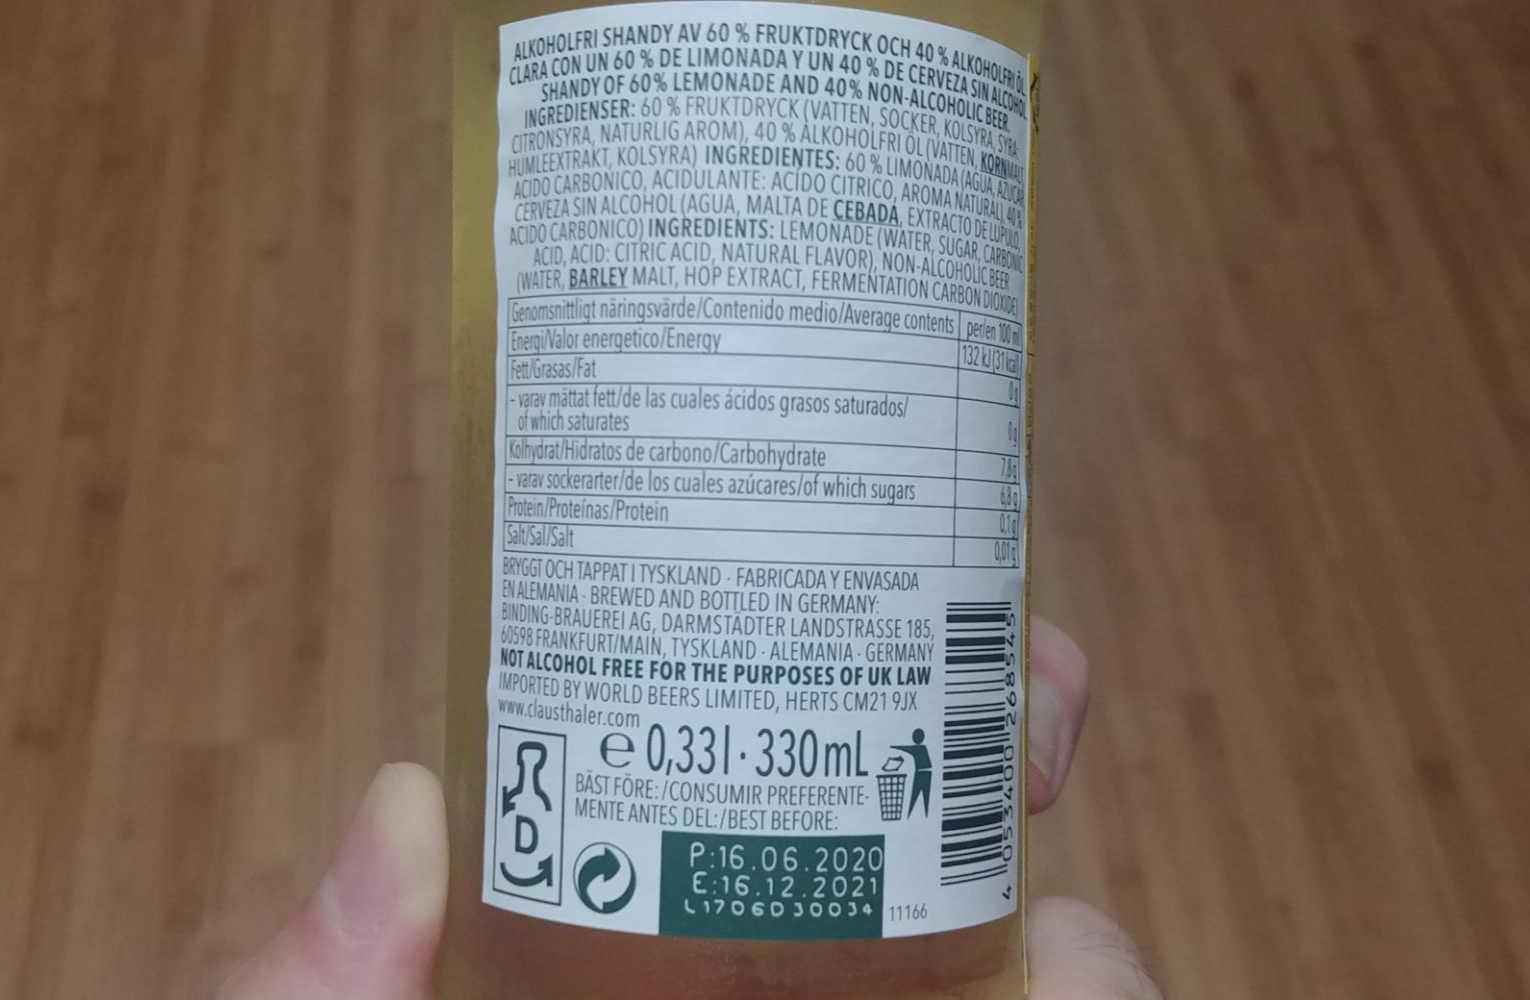 ALKOHOLFRI SHANDY AV 60 % FRUKTDRYCK OCH 40 % ALKOHOLFRI ÖL
CLARA CON UN 60 % DE LIMONADA Y UN 40 % DE CERVEZA SIN ALCOHOL
SHANDY OF 60% LEMONADE AND 40% NON-ALCOHOLIC BEER.
INGREDIENSER: 60 % FRUKTDRYCK (VATTEN, SOCKER, KOLSYRA, SYRA:
CITRONSYRA, NATURLIG AROM), 40 % ALKOHOLFRI ÖL (VATTEN, KORNMALT
HUMLEEXTRAKT, KOLSYRA) INGREDIENTES: 60 % LIMONADA (AGUA, AZÚCAR
ACIDO CARBONICO, ACIDULANTE: ACIDO CITRICO, AROMA NATURAL), 40 %
CERVEZA SIN ALCOHOL (AGUA, MALTA DE CEBADA, EXTRACTO DE LUPULO,
ACIDO CARBONICO) INGREDIENTS: LEMONADE (WATER, SUGAR, CARBONIC
ACID, ACID: CITRIC ACID, NATURAL FLAVOR), NON-ALCOHOLIC BEER
(WATER, BARLEY MALT, HOP EXTRACT, FERMENTATION CARBON DIOXIDE)
Genomsnittligt näringsvärde/Contenido medio/Average contents per/en 100 ml
Energi/Valor energetico/Energy 132 kJ (31 kcal)
Fett/Grasas/Fat 0g
- varav mättat fett/de las cuales ácidos grasos saturados/
of which saturates 0g
Kolhydrat/Hidratos de carbono/Carbohydrate 7,8g
- varav sockerarter/de los cuales azúcares/of which sugars 6,8g
Protein/Proteínas/Protein 0,1g
Salt/Sal/Salt 0,01g
BRYGGT OCH TAPPAT I TYSKLAND · FABRICADA Y ENVASADA
EN ALEMANIA · BREWED AND BOTTLED IN GERMANY:
BINDING-BRAUEREI AG, DARMSTÄDTER LANDSTRASSE 185,
60598 FRANKFURT/MAIN, TYSKLAND · ALEMANIA · GERMANY
NOT ALCOHOL FREE FOR THE PURPOSES OF UK LAW
IMPORTED BY WORLD BEERS LIMITED, HERTS CM21 9JX
www.clausthaler.com
e 0,33l · 330 mL
BÄST FÖRE: /CONSUMIR PREFERENTE-
MENTE ANTES DEL:/BEST BEFORE:
D
P:16.06.2020
E:16.12.2021
L1706D30034
11166
4 053400 268545